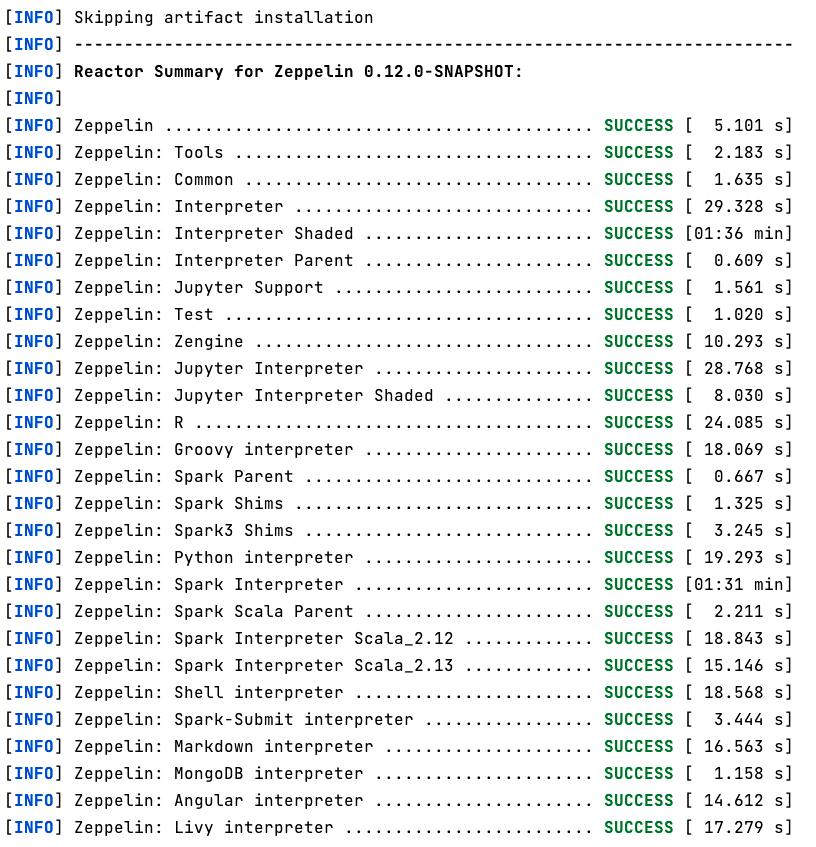 [INFO] Skipping artifact installation
[INFO] ------------------------------------------------------------------------
[INFO] Reactor Summary for Zeppelin 0.12.0-SNAPSHOT:
[INFO]
[INFO] Zeppelin ........................................... SUCCESS [  5.101 s]
[INFO] Zeppelin: Tools .................................... SUCCESS [  2.183 s]
[INFO] Zeppelin: Common ................................... SUCCESS [  1.635 s]
[INFO] Zeppelin: Interpreter .............................. SUCCESS [ 29.328 s]
[INFO] Zeppelin: Interpreter Shaded ....................... SUCCESS [01:36 min]
[INFO] Zeppelin: Interpreter Parent ....................... SUCCESS [  0.609 s]
[INFO] Zeppelin: Jupyter Support .......................... SUCCESS [  1.561 s]
[INFO] Zeppelin: Test ..................................... SUCCESS [  1.020 s]
[INFO] Zeppelin: Zengine .................................. SUCCESS [ 10.293 s]
[INFO] Zeppelin: Jupyter Interpreter ...................... SUCCESS [ 28.768 s]
[INFO] Zeppelin: Jupyter Interpreter Shaded ............... SUCCESS [  8.030 s]
[INFO] Zeppelin: R ........................................ SUCCESS [ 24.085 s]
[INFO] Zeppelin: Groovy interpreter ....................... SUCCESS [ 18.069 s]
[INFO] Zeppelin: Spark Parent ............................. SUCCESS [  0.667 s]
[INFO] Zeppelin: Spark Shims .............................. SUCCESS [  1.325 s]
[INFO] Zeppelin: Spark3 Shims ............................. SUCCESS [  3.245 s]
[INFO] Zeppelin: Python interpreter ....................... SUCCESS [ 19.293 s]
[INFO] Zeppelin: Spark Interpreter ........................ SUCCESS [01:31 min]
[INFO] Zeppelin: Spark Scala Parent ....................... SUCCESS [  2.211 s]
[INFO] Zeppelin: Spark Interpreter Scala_2.12 ............. SUCCESS [ 18.843 s]
[INFO] Zeppelin: Spark Interpreter Scala_2.13 ............. SUCCESS [ 15.146 s]
[INFO] Zeppelin: Shell interpreter ........................ SUCCESS [ 18.568 s]
[INFO] Zeppelin: Spark-Submit interpreter ................. SUCCESS [  3.444 s]
[INFO] Zeppelin: Markdown interpreter ..................... SUCCESS [ 16.563 s]
[INFO] Zeppelin: MongoDB interpreter ...................... SUCCESS [  1.158 s]
[INFO] Zeppelin: Angular interpreter ...................... SUCCESS [ 14.612 s]
[INFO] Zeppelin: Livy interpreter ......................... SUCCESS [ 17.279 s]